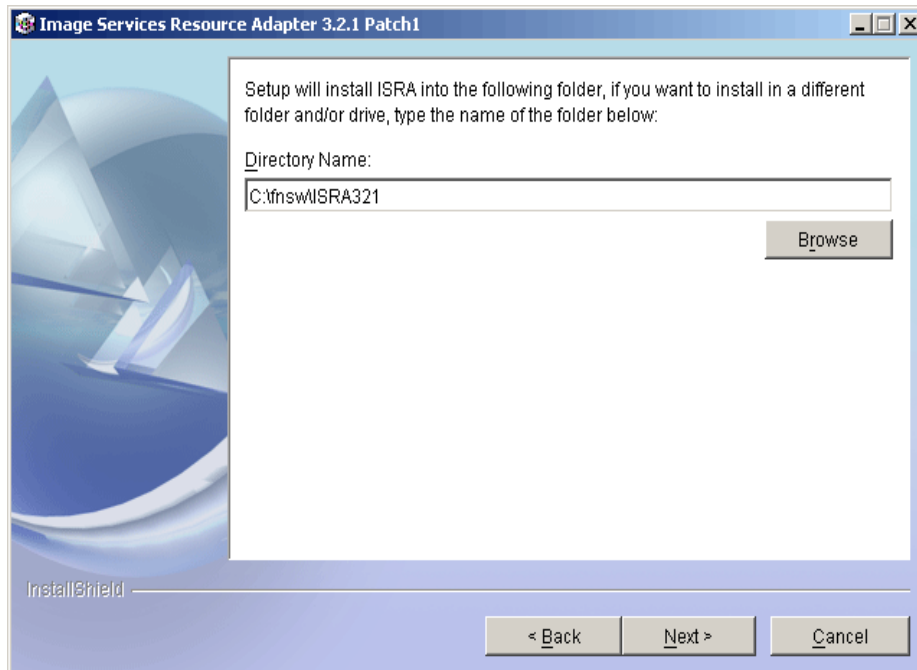 Image Services Resource Adapter 3.2.1 Patch1
Setup will install ISRA into the following folder, if you want to install in a different
folder and/or drive, type the name of the folder below:
Directory Name:
C:\fnsw\ISRA321
Browse
InstallShield
< Back
Next >
Cancel